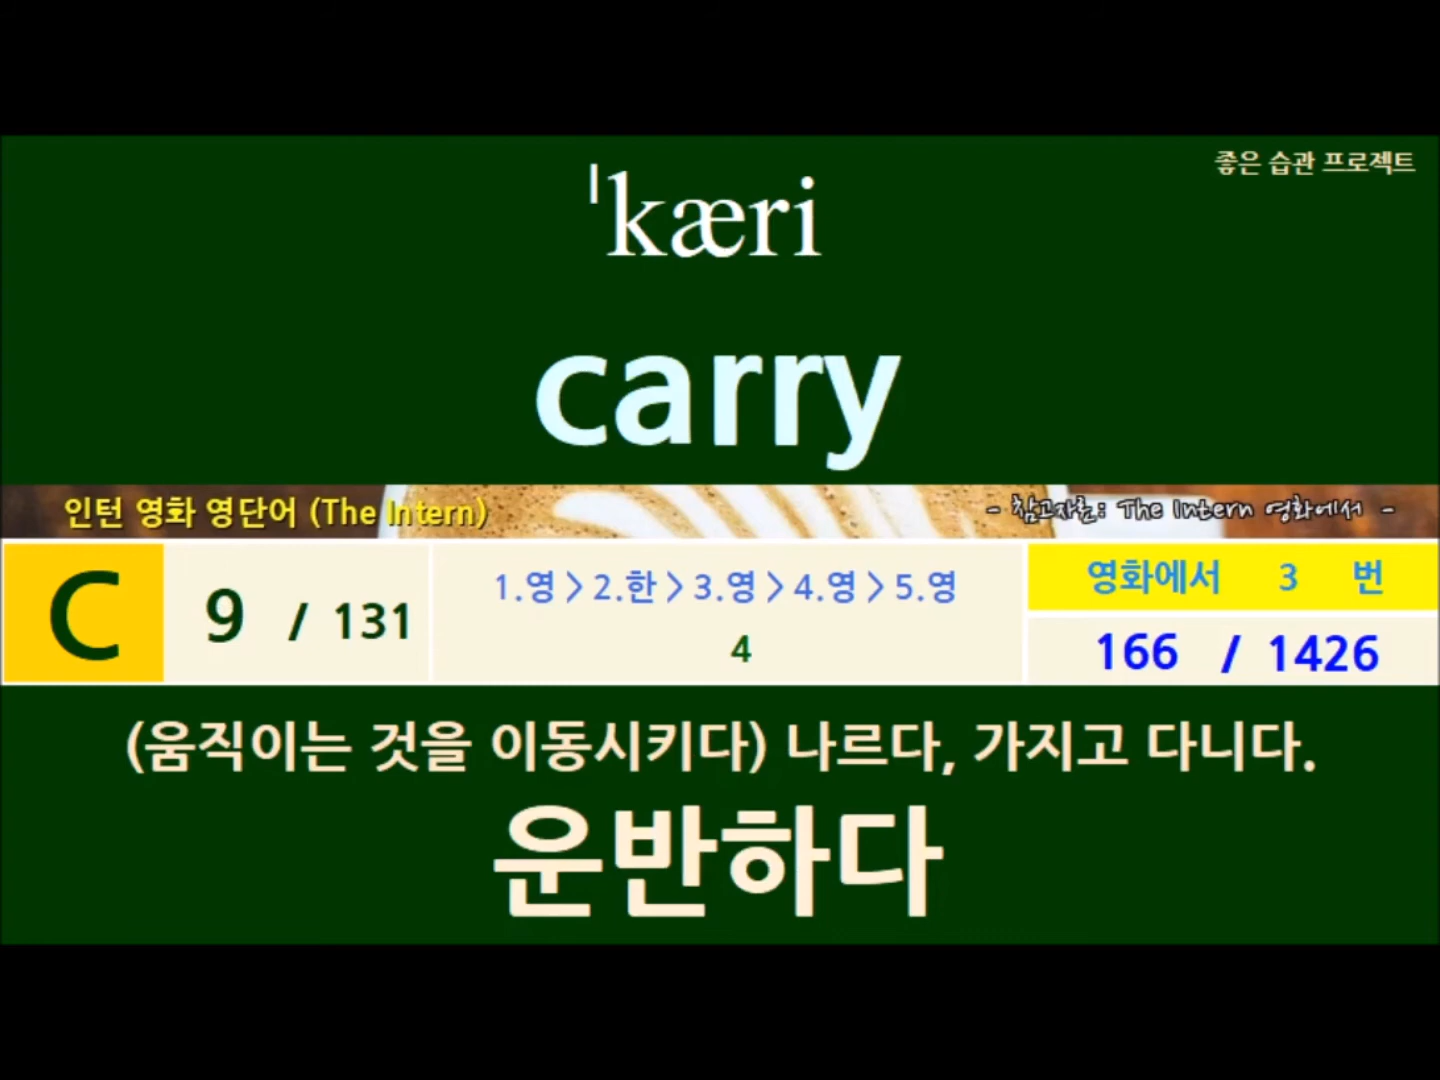 좋은 습관 프로젝트
ˈkæri
carry
인턴 영화 영단어 (The Intern)
- 참고자료: The Intern 영화에서 -
C
9 / 131
1.영 > 2.한 > 3.영 > 4.영 > 5.영
4
영화에서 3 번
166 / 1426
(움직이는 것을 이동시키다) 나르다, 가지고 다니다.
운반하다